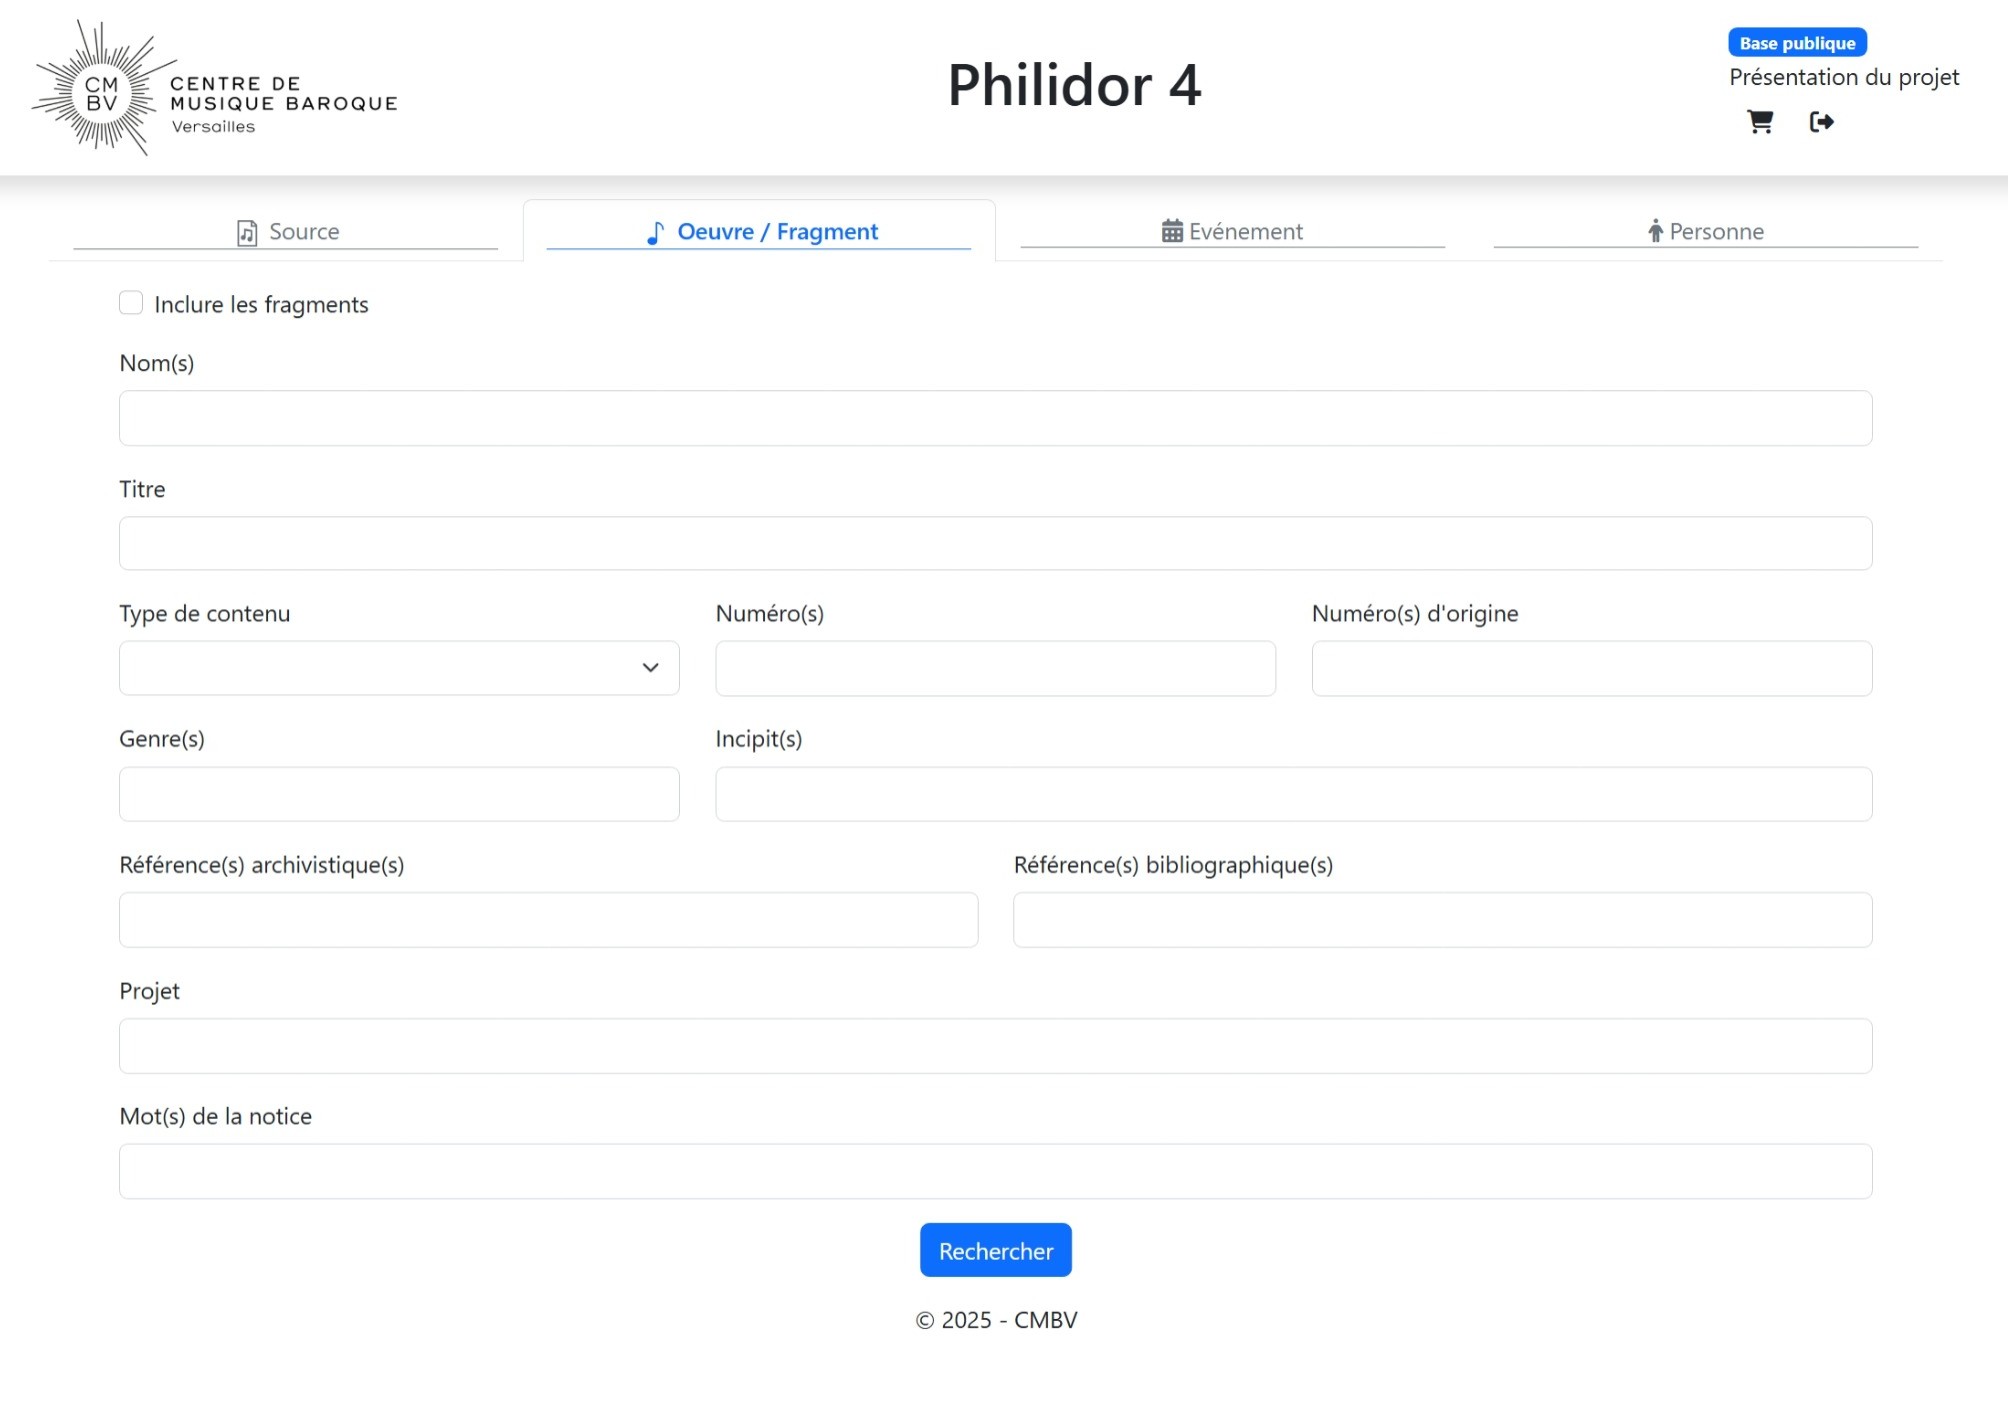 CM
BV
CENTRE DE
MUSIQUE BAROQUE
Versailles
Philidor 4
Base publique
Présentation du projet
Source
Oeuvre / Fragment
Evénement
Personne
Inclure les fragments
Nom(s)
Titre
Type de contenu
Numéro(s)
Numéro(s) d'origine
Genre(s)
Incipit(s)
Référence(s) archivistique(s)
Référence(s) bibliographique(s)
Projet
Mot(s) de la notice
Rechercher
© 2025 - CMBV